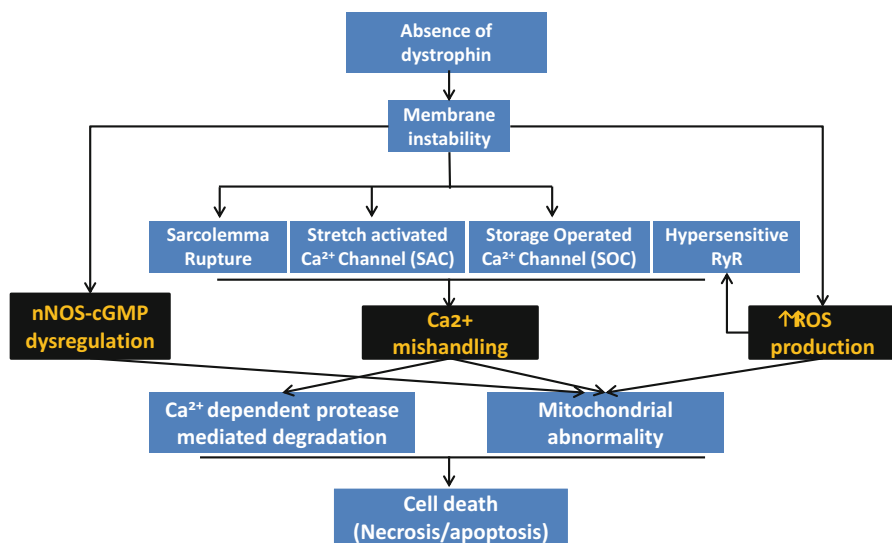 Absence of
dystrophin
Membrane
instability
Sarcolemma
Rupture
Stretch activated
Ca²⁺ Channel (SAC)
Storage Operated
Ca²⁺ Channel (SOC)
Hypersensitive
RyR
nNOS-cGMP
dysregulation
Ca2+
mishandling
↑ROS
production
Ca²⁺ dependent protease
mediated degradation
Mitochondrial
abnormality
Cell death
(Necrosis/apoptosis)